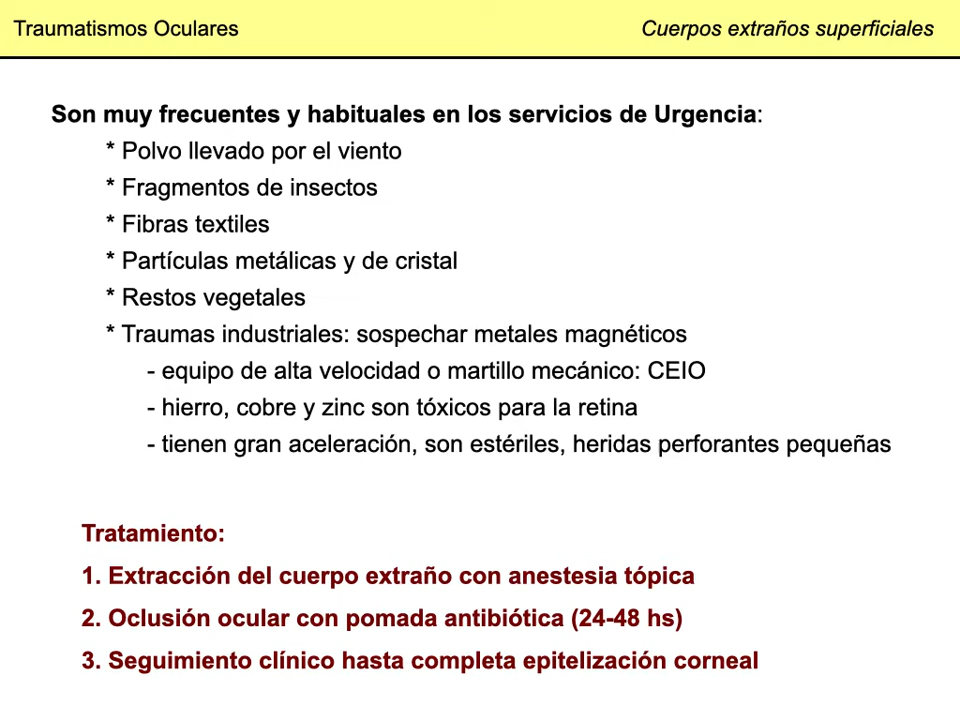 Traumatismos Oculares
Cuerpos extraños superficiales
Son muy frecuentes y habituales en los servicios de Urgencia:
* Polvo llevado por el viento
* Fragmentos de insectos
* Fibras textiles
* Partículas metálicas y de cristal
* Restos vegetales
* Traumas industriales: sospechar metales magnéticos
- equipo de alta velocidad o martillo mecánico: CEIO
- hierro, cobre y zinc son tóxicos para la retina
- tienen gran aceleración, son estériles, heridas perforantes pequeñas
Tratamiento:
1. Extracción del cuerpo extraño con anestesia tópica
2. Oclusión ocular con pomada antibiótica (24-48 hs)
3. Seguimiento clínico hasta completa epitelización corneal